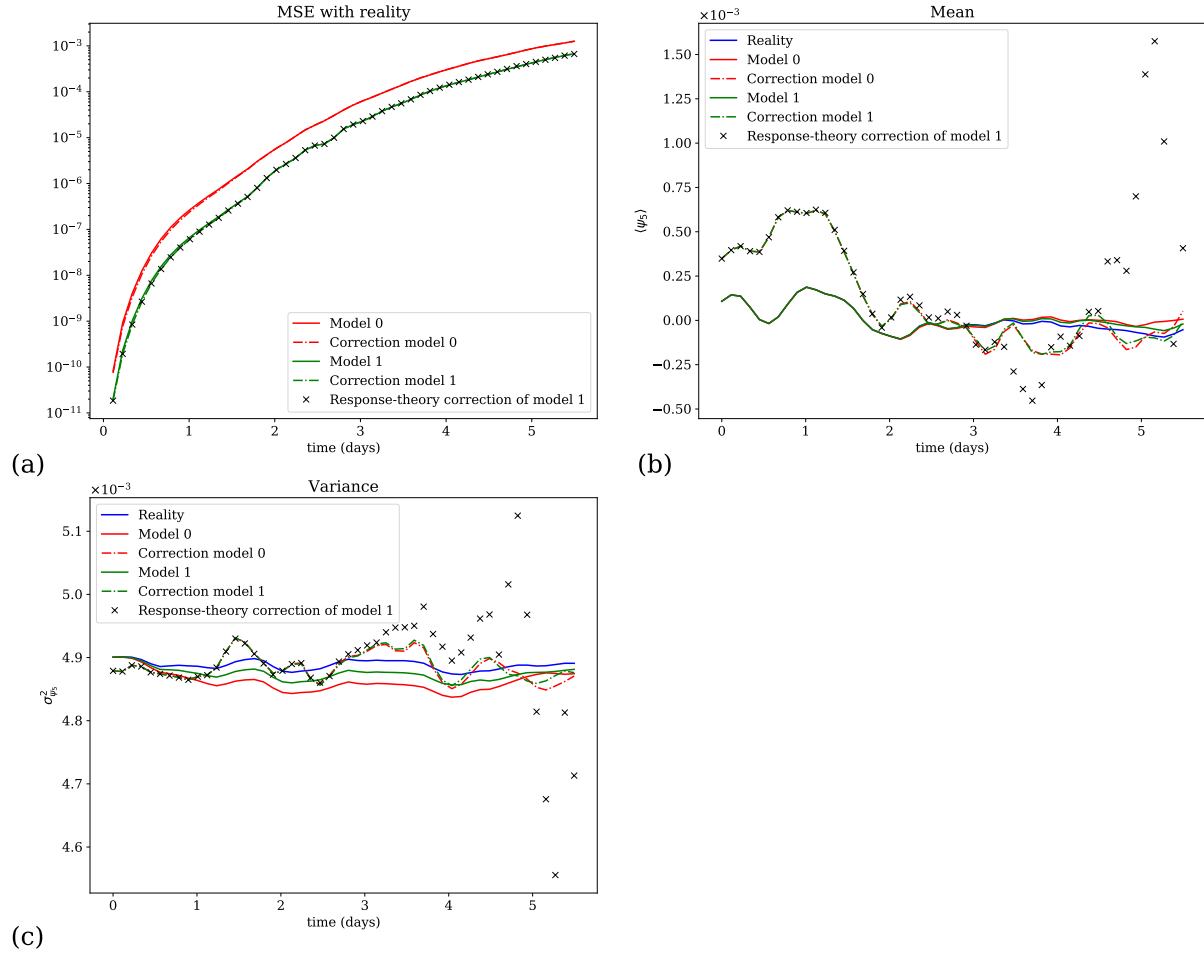 MSE with reality
10⁻³
10⁻⁴
10⁻⁵
10⁻⁶
10⁻⁷
10⁻⁸
10⁻⁹
10⁻¹⁰
10⁻¹¹
Model 0
Correction model 0
Model 1
Correction model 1
Response-theory correction of model 1
0 1 2 3 4 5
time (days)
(a)
×10⁻³
Mean
1.50
1.25
1.00
0.75
0.50
0.25
0.00
−0.25
−0.50
⟨ψ₅⟩
Reality
Model 0
Correction model 0
Model 1
Correction model 1
Response-theory correction of model 1
0 1 2 3 4 5
time (days)
(b)
×10⁻³
Variance
5.1
5.0
4.9
4.8
4.7
4.6
σ²_ψ₅
Reality
Model 0
Correction model 0
Model 1
Correction model 1
Response-theory correction of model 1
0 1 2 3 4 5
time (days)
(c)